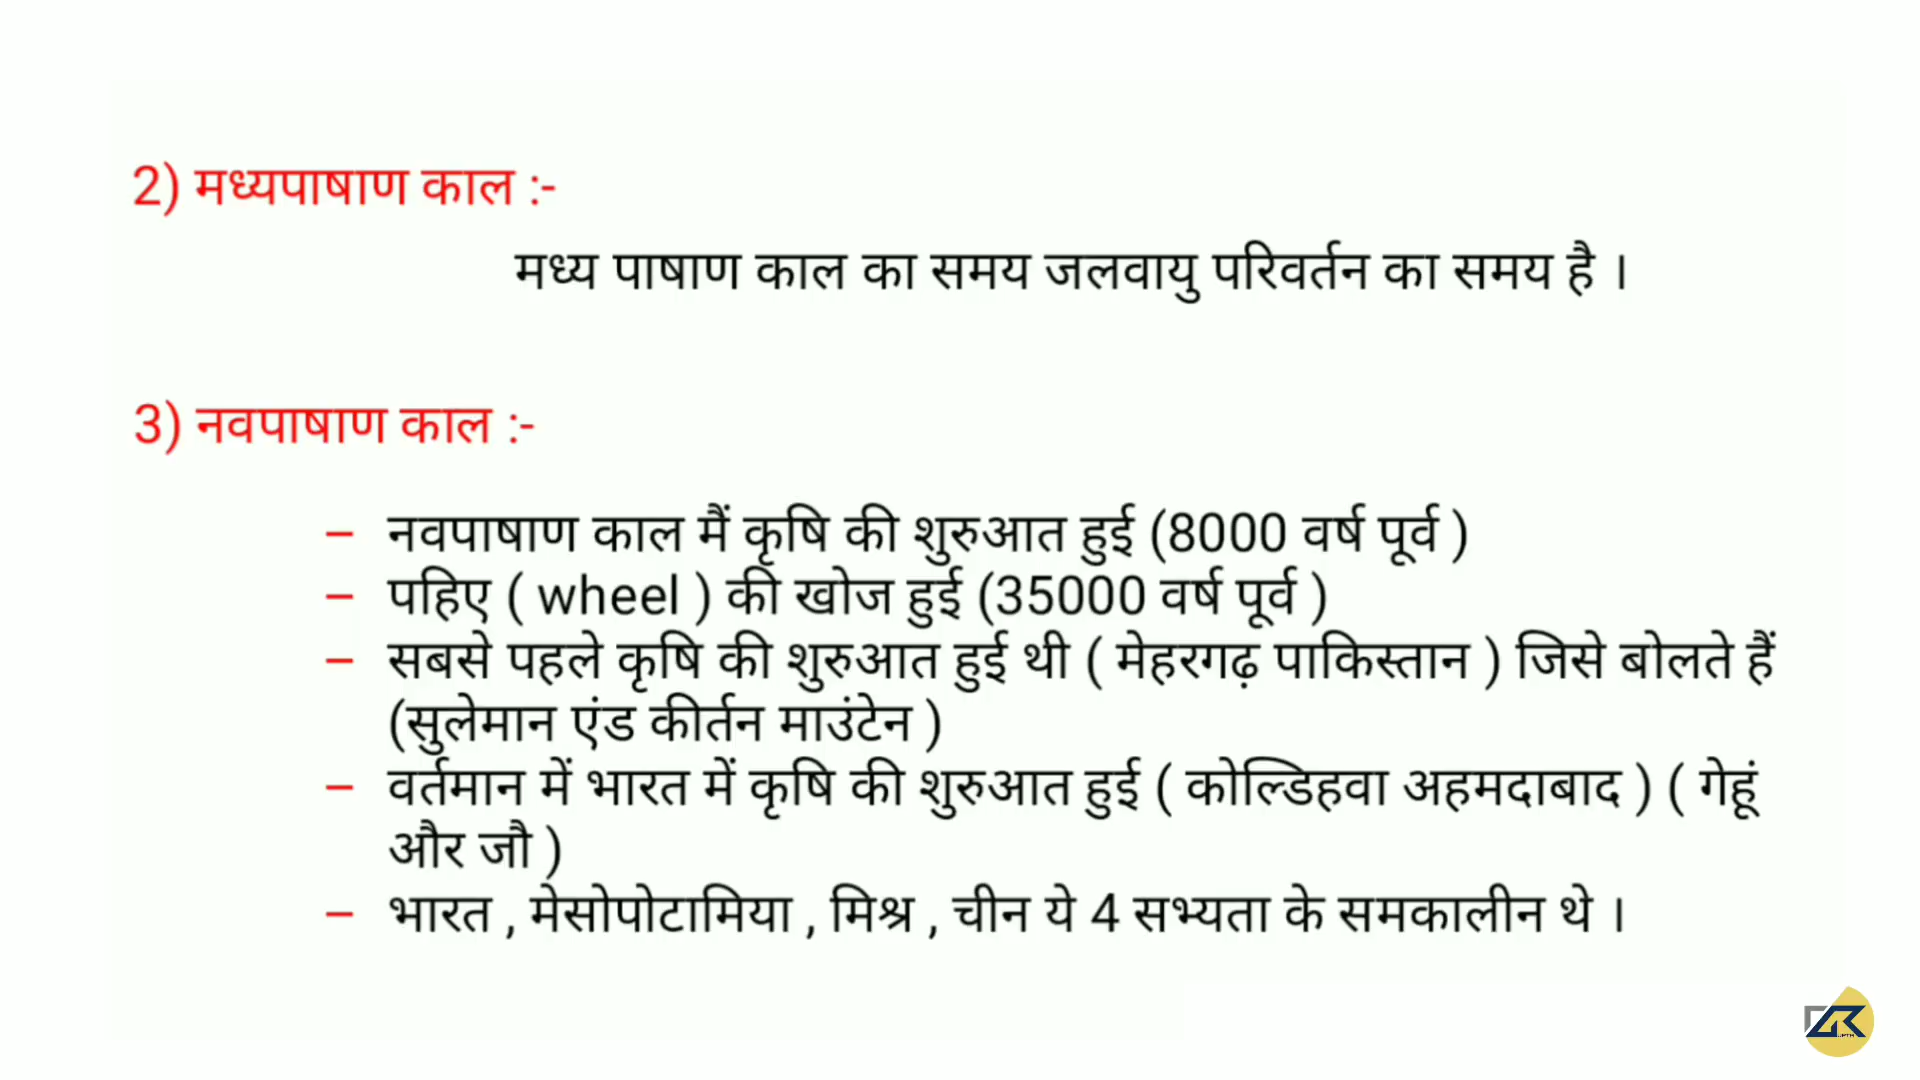 2) मध्यपाषाण काल :-
मध्य पाषाण काल का समय जलवायु परिवर्तन का समय है ।
3) नवपाषाण काल :-
– नवपाषाण काल मैं कृषि की शुरुआत हुई (8000 वर्ष पूर्व )
– पहिए ( wheel ) की खोज हुई (35000 वर्ष पूर्व )
– सबसे पहले कृषि की शुरुआत हुई थी ( मेहरगढ़ पाकिस्तान ) जिसे बोलते हैं
(सुलेमान एंड कीर्तन माउंटेन )
– वर्तमान में भारत में कृषि की शुरुआत हुई ( कोल्डिहवा अहमदाबाद ) ( गेहूं
और जौ )
– भारत , मेसोपोटामिया , मिश्र , चीन ये 4 सभ्यता के समकालीन थे ।